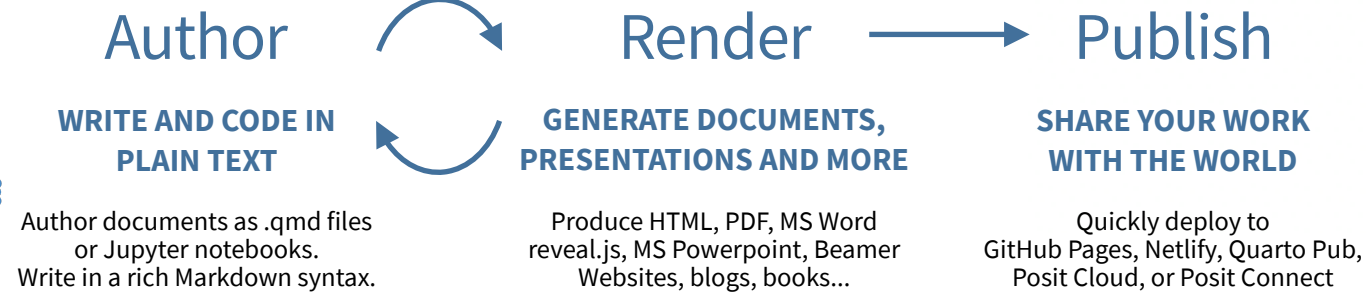 Author
Render
Publish
WRITE AND CODE IN
PLAIN TEXT
GENERATE DOCUMENTS,
PRESENTATIONS AND MORE
SHARE YOUR WORK
WITH THE WORLD
Author documents as .qmd files
or Jupyter notebooks.
Write in a rich Markdown syntax.
Produce HTML, PDF, MS Word
reveal.js, MS Powerpoint, Beamer
Websites, blogs, books...
Quickly deploy to
GitHub Pages, Netlify, Quarto Pub,
Posit Cloud, or Posit Connect